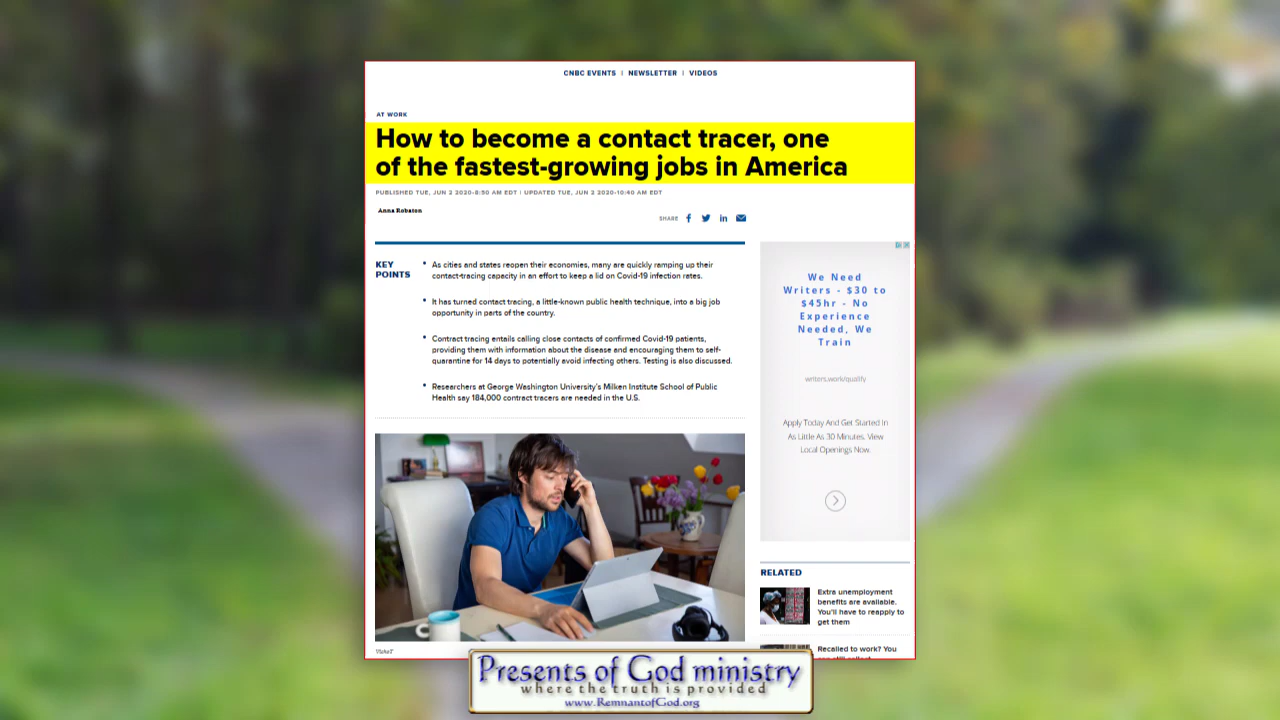 CNBC EVENTS | NEWSLETTER | VIDEOS
AT WORK
How to become a contact tracer, one
of the fastest-growing jobs in America
PUBLISHED TUE, JUN 2 2020-8:50 AM EDT | UPDATED TUE, JUN 2 2020-10:40 AM EDT
Anna Robaton
SHARE
KEY
POINTS
As cities and states reopen their economies, many are quickly ramping up their
contact-tracing capacity in an effort to keep a lid on Covid-19 infection rates.
It has turned contact tracing, a little-known public health technique, into a big job
opportunity in parts of the country.
Contract tracing entails calling close contacts of confirmed Covid-19 patients,
providing them with information about the disease and encouraging them to self-
quarantine for 14 days to potentially avoid infecting others. Testing is also discussed.
Researchers at George Washington University's Milken Institute School of Public
Health say 184,000 contract tracers are needed in the U.S.
We Need
Writers - $30 to
$45hr - No
Experience
Needed, We
Train
writers.work/qualify
Apply Today And Get Started In
As Little As 30 Minutes. View
Local Openings Now.
RELATED
Extra unemployment
benefits are available.
You'll have to reapply to
get them
Recalled to work? You
Presents of God ministry
where the truth is provided
www.RemnantofGod.org